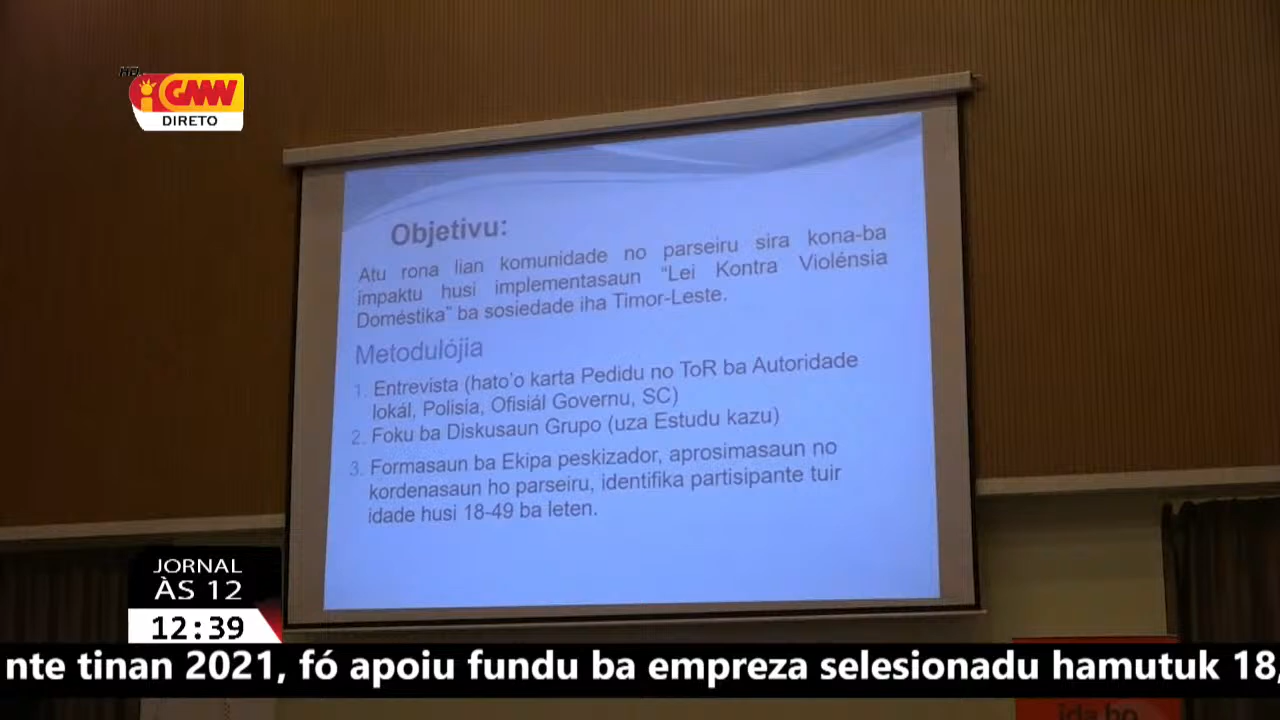 HD
GMN
DIRETO
Objetivu:
Atu rona lian komunidade no parseiru sira kona-ba
impaktu husi implementasaun “Lei Kontra Violénsia
Doméstika” ba sosiedade iha Timor-Leste.
Metodulójia
1. Entrevista (hato’o karta Pedidu no ToR ba Autoridade
lokál, Polisía, Ofisiál Governu, SC)
2. Foku ba Diskusaun Grupo (uza Estudu kazu)
3. Formasaun ba Ekipa peskizador, aprosimasaun no
kordenasaun ho parseiru, identifika partisipante tuir
idade husi 18-49 ba leten.
JORNAL
ÀS 12
12:39
nte tinan 2021, fó apoiu fundu ba empreza selesionadu hamutuk 18,
ida ho